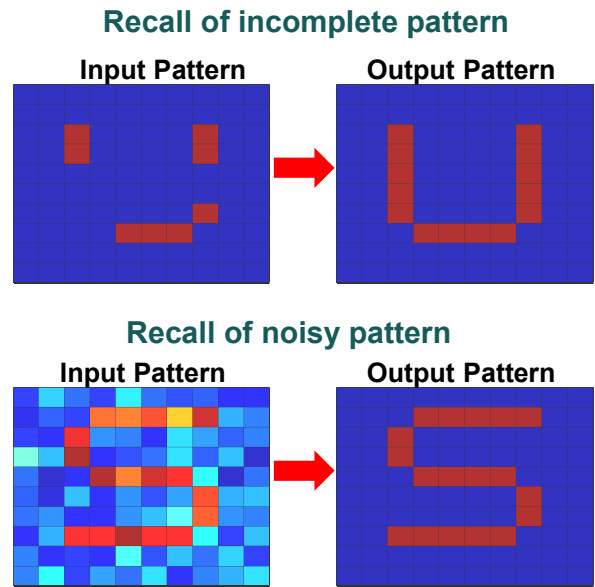 Recall of incomplete pattern
Input Pattern
Output Pattern
Recall of noisy pattern
Input Pattern
Output Pattern